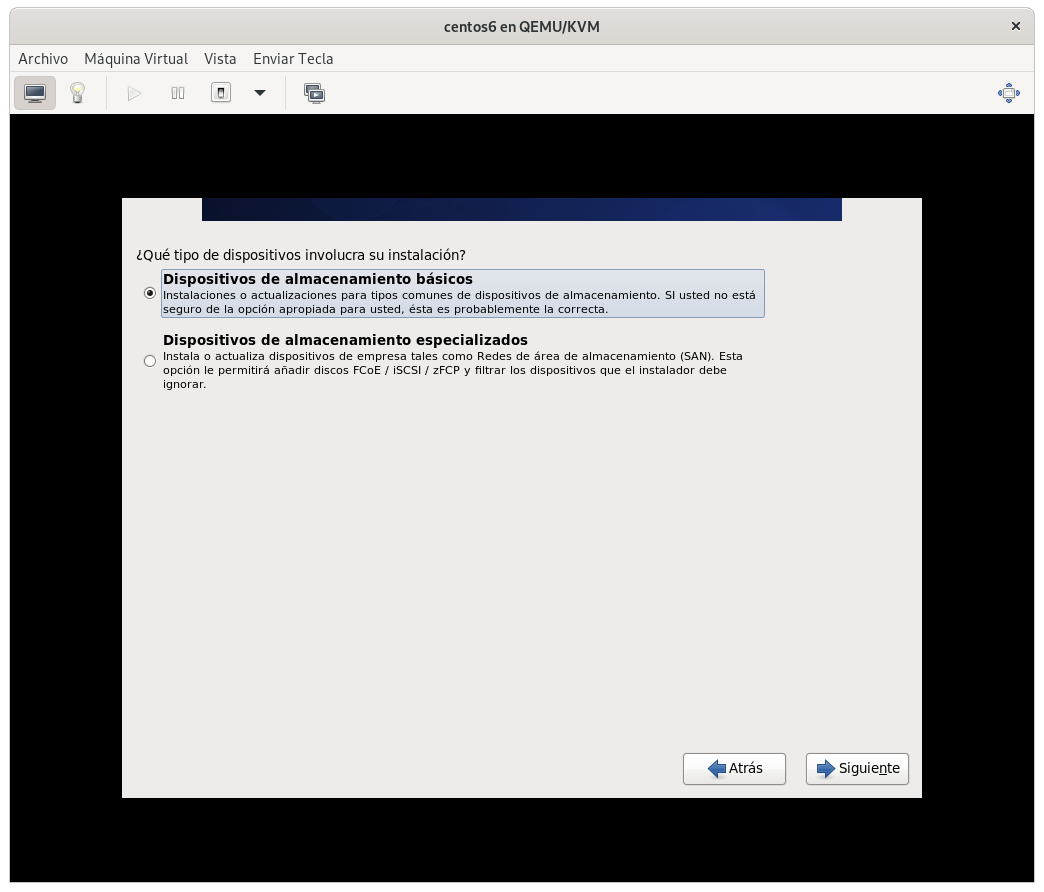 centos6 en QEMU/KVM
Archivo Máquina Virtual Vista Enviar Tecla
¿Qué tipo de dispositivos involucra su instalación?
Dispositivos de almacenamiento básicos
Instalaciones o actualizaciones para tipos comunes de dispositivos de almacenamiento. SI usted no está
seguro de la opción apropiada para usted, ésta es probablemente la correcta.
Dispositivos de almacenamiento especializados
Instala o actualiza dispositivos de empresa tales como Redes de área de almacenamiento (SAN). Esta
opción le permitirá añadir discos FCoE / iSCSI / zFCP y filtrar los dispositivos que el instalador debe
ignorar.
Atrás Siguiente